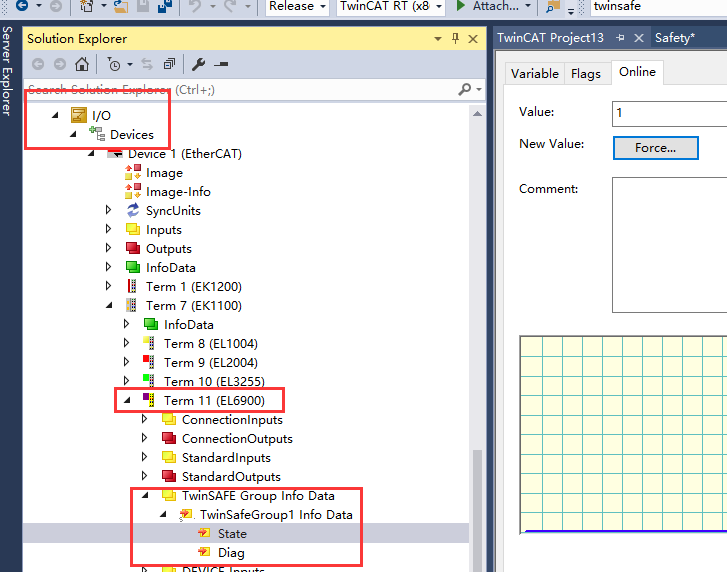 Release
TwinCAT RT (x8
Attach...
twinsafe
Server Explorer
Solution Explorer
Search Solution Explorer (Ctrl+;)
I/O
Devices
Device 1 (EtherCAT)
Image
Image-Info
SyncUnits
Inputs
Outputs
InfoData
Term 1 (EK1200)
Term 7 (EK1100)
InfoData
Term 8 (EL1004)
Term 9 (EL2004)
Term 10 (EL3255)
Term 11 (EL6900)
ConnectionInputs
ConnectionOutputs
StandardInputs
StandardOutputs
TwinSAFE Group Info Data
TwinSafeGroup1 Info Data
State
Diag
DEVICE Inputs
TwinCAT Project13
Safety*
Variable Flags Online
Value: 1
New Value: Force...
Comment: